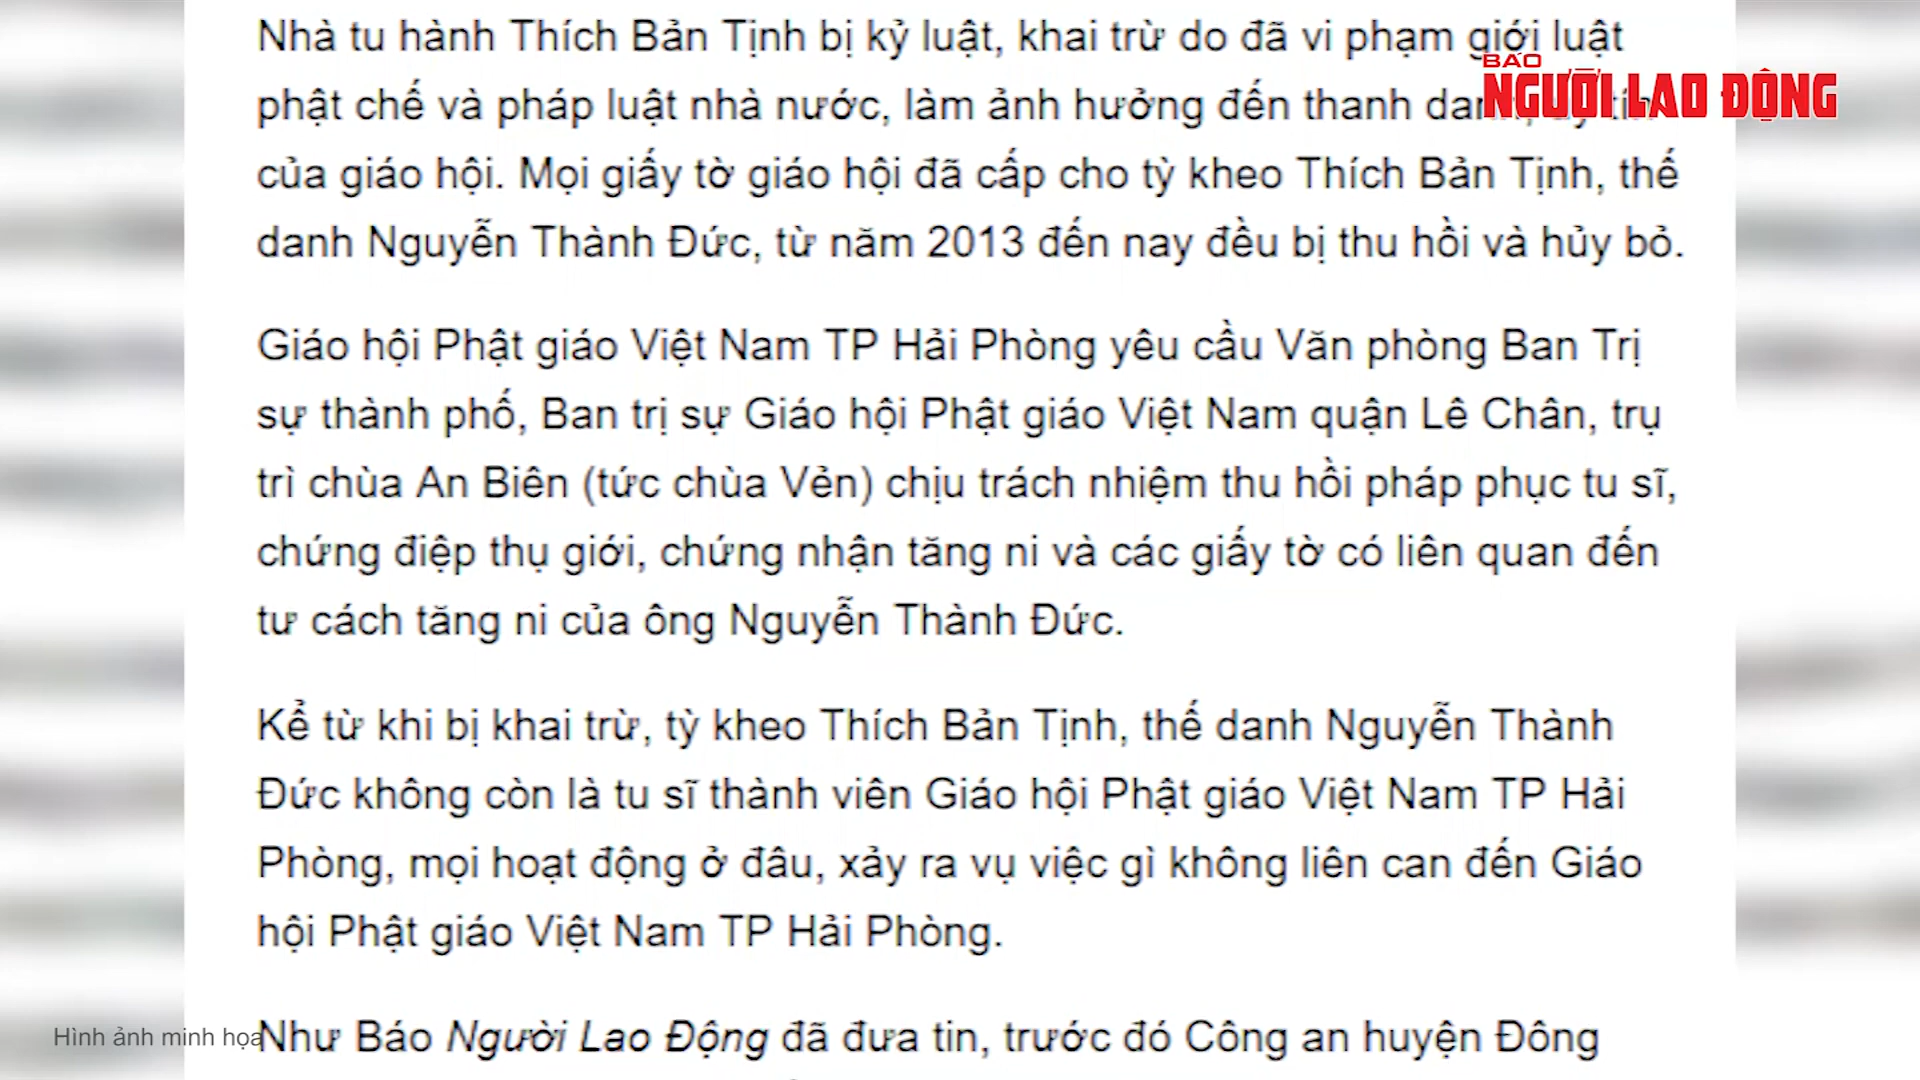 Nhà tu hành Thích Bản Tịnh bị kỷ luật, khai trừ do đã vi phạm giới luật
BÁO
NGƯỜI LAO ĐỘNG
phật chế và pháp luật nhà nước, làm ảnh hưởng đến thanh
của giáo hội. Mọi giấy tờ giáo hội đã cấp cho tỳ kheo Thích Bản Tịnh, thế
danh Nguyễn Thành Đức, từ năm 2013 đến nay đều bị thu hồi và hủy bỏ.
Giáo hội Phật giáo Việt Nam TP Hải Phòng yêu cầu Văn phòng Ban Trị
sự thành phố, Ban trị sự Giáo hội Phật giáo Việt Nam quận Lê Chân, trụ
trì chùa An Biên (tức chùa Vẻn) chịu trách nhiệm thu hồi pháp phục tu sĩ,
chứng điệp thụ giới, chứng nhận tăng ni và các giấy tờ có liên quan đến
tư cách tăng ni của ông Nguyễn Thành Đức.
Kể từ khi bị khai trừ, tỳ kheo Thích Bản Tịnh, thế danh Nguyễn Thành
Đức không còn là tu sĩ thành viên Giáo hội Phật giáo Việt Nam TP Hải
Phòng, mọi hoạt động ở đâu, xảy ra vụ việc gì không liên can đến Giáo
hội Phật giáo Việt Nam TP Hải Phòng.
Hình ảnh minh họa
Như Báo Người Lao Động đã đưa tin, trước đó Công an huyện Đông